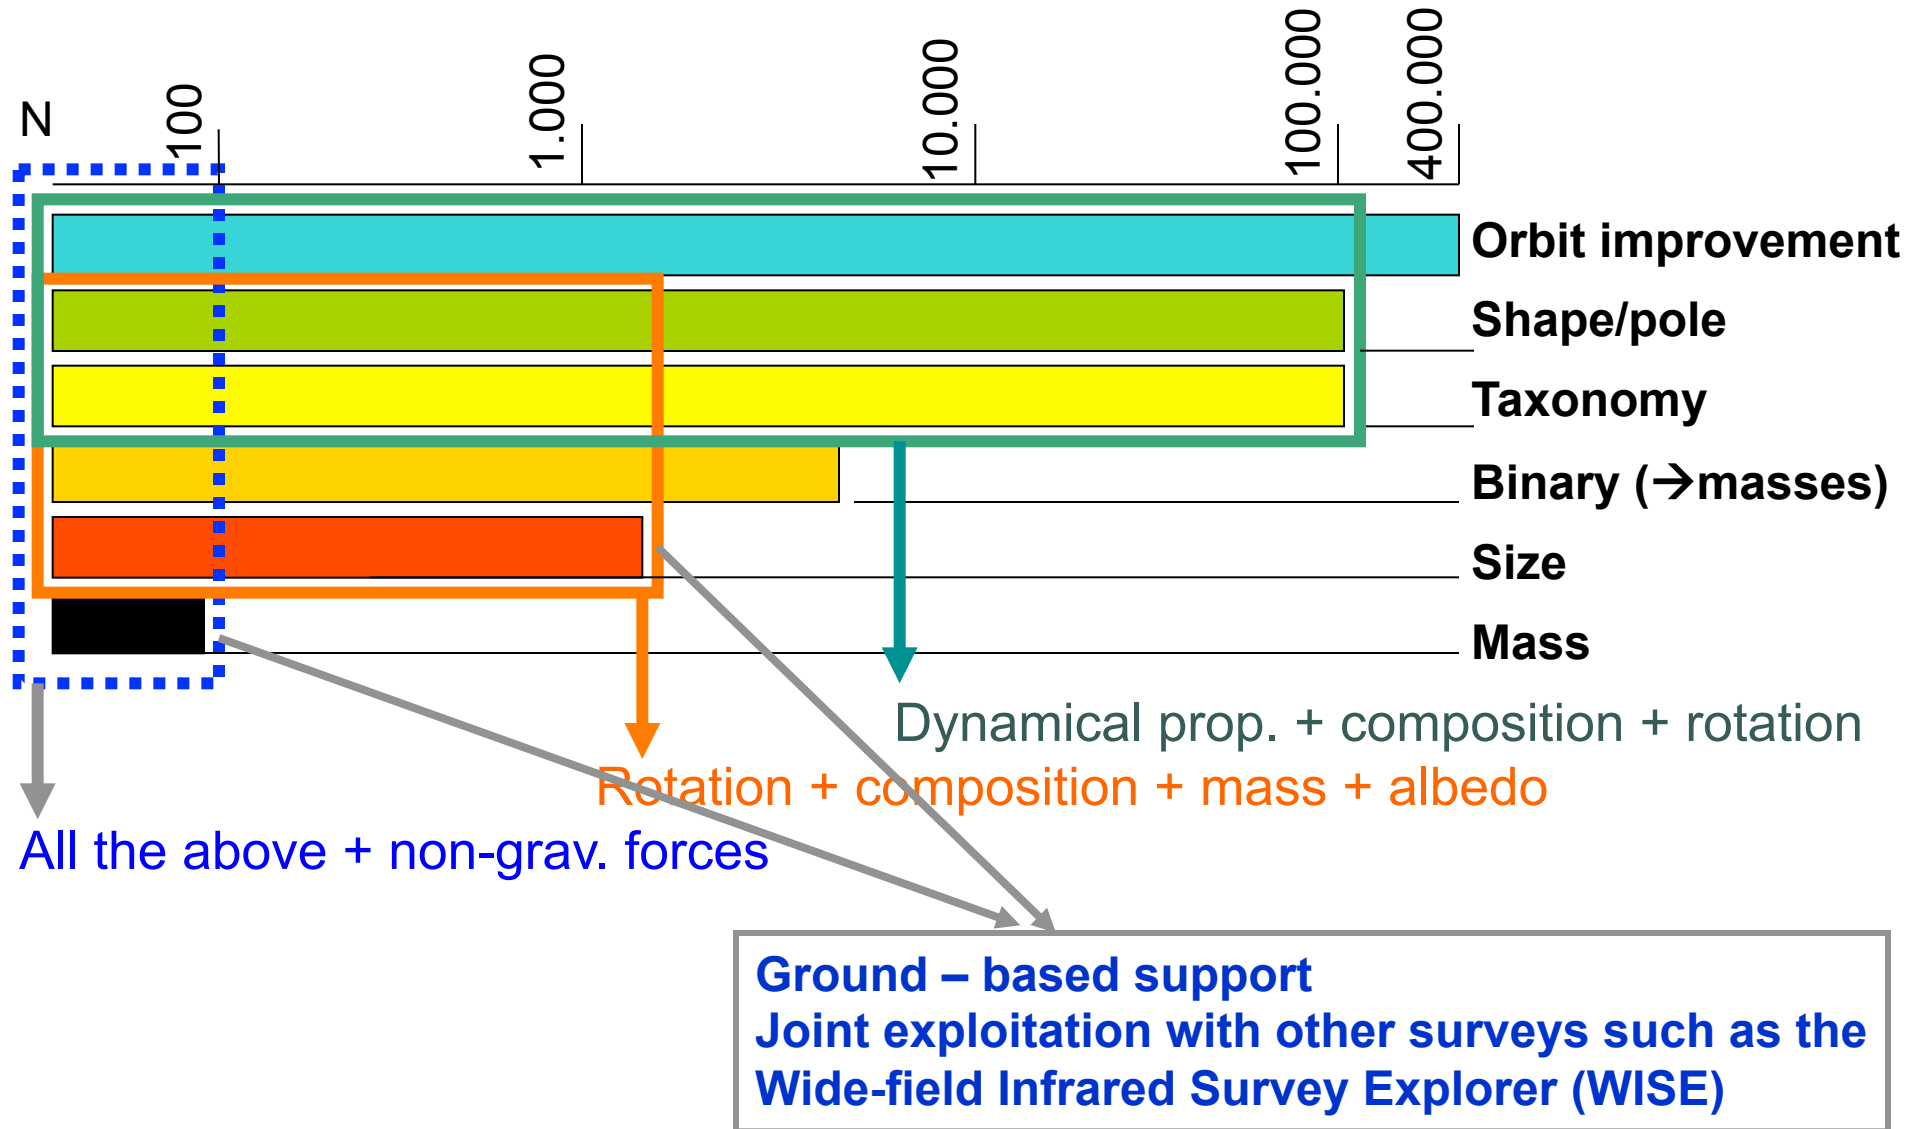 N
100
1.000
10.000
100.000
400.000
Orbit improvement
Shape/pole
Taxonomy
Binary (→masses)
Size
Mass
Dynamical prop. + composition + rotation
Rotation + composition + mass + albedo
All the above + non-grav. forces
Ground – based support
Joint exploitation with other surveys such as the
Wide-field Infrared Survey Explorer (WISE)